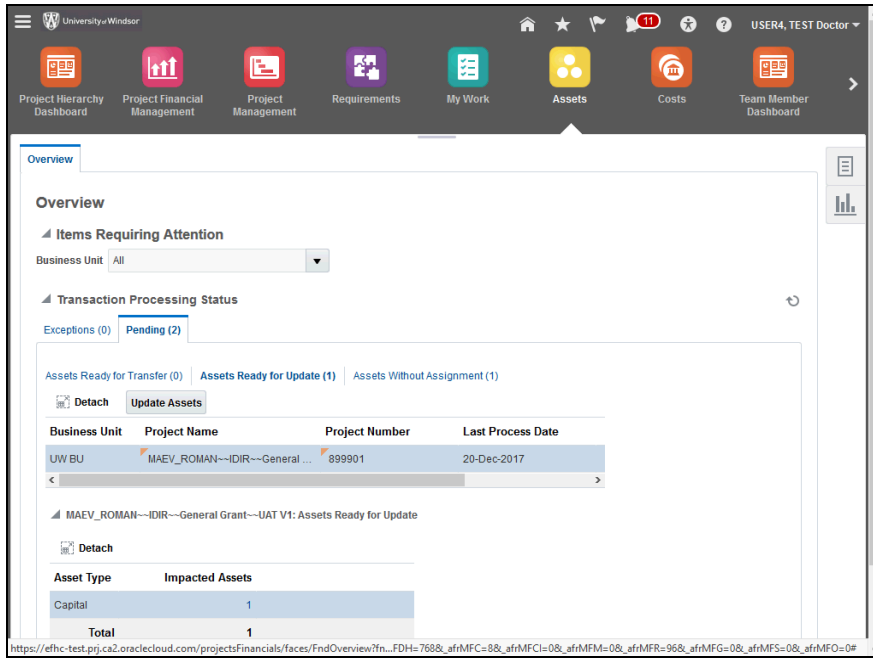 University of Windsor
11
USER4, TEST Doctor
Project Hierarchy Dashboard
Project Financial Management
Project Management
Requirements
My Work
Assets
Costs
Team Member Dashboard
Overview
Overview
Items Requiring Attention
Business Unit All
Transaction Processing Status
Exceptions (0) Pending (2)
Assets Ready for Transfer (0) Assets Ready for Update (1) Assets Without Assignment (1)
Detach Update Assets
Business Unit Project Name Project Number Last Process Date
UW BU MAEV_ROMAN~~IDIR~~General ... 899901 20-Dec-2017
MAEV_ROMAN~~IDIR~~General Grant~~UAT V1: Assets Ready for Update
Detach
Asset Type Impacted Assets
Capital 1
Total 1
https://efhc-test.prj.ca2.oraclecloud.com/projectsFinancials/faces/FndOverview?fn...FDH=768&_afrMFC=8&_afrMFCI=0&_afrMFM=0&_afrMFR=96&_afrMFG=0&_afrMFS=0&_afrMFO=0#